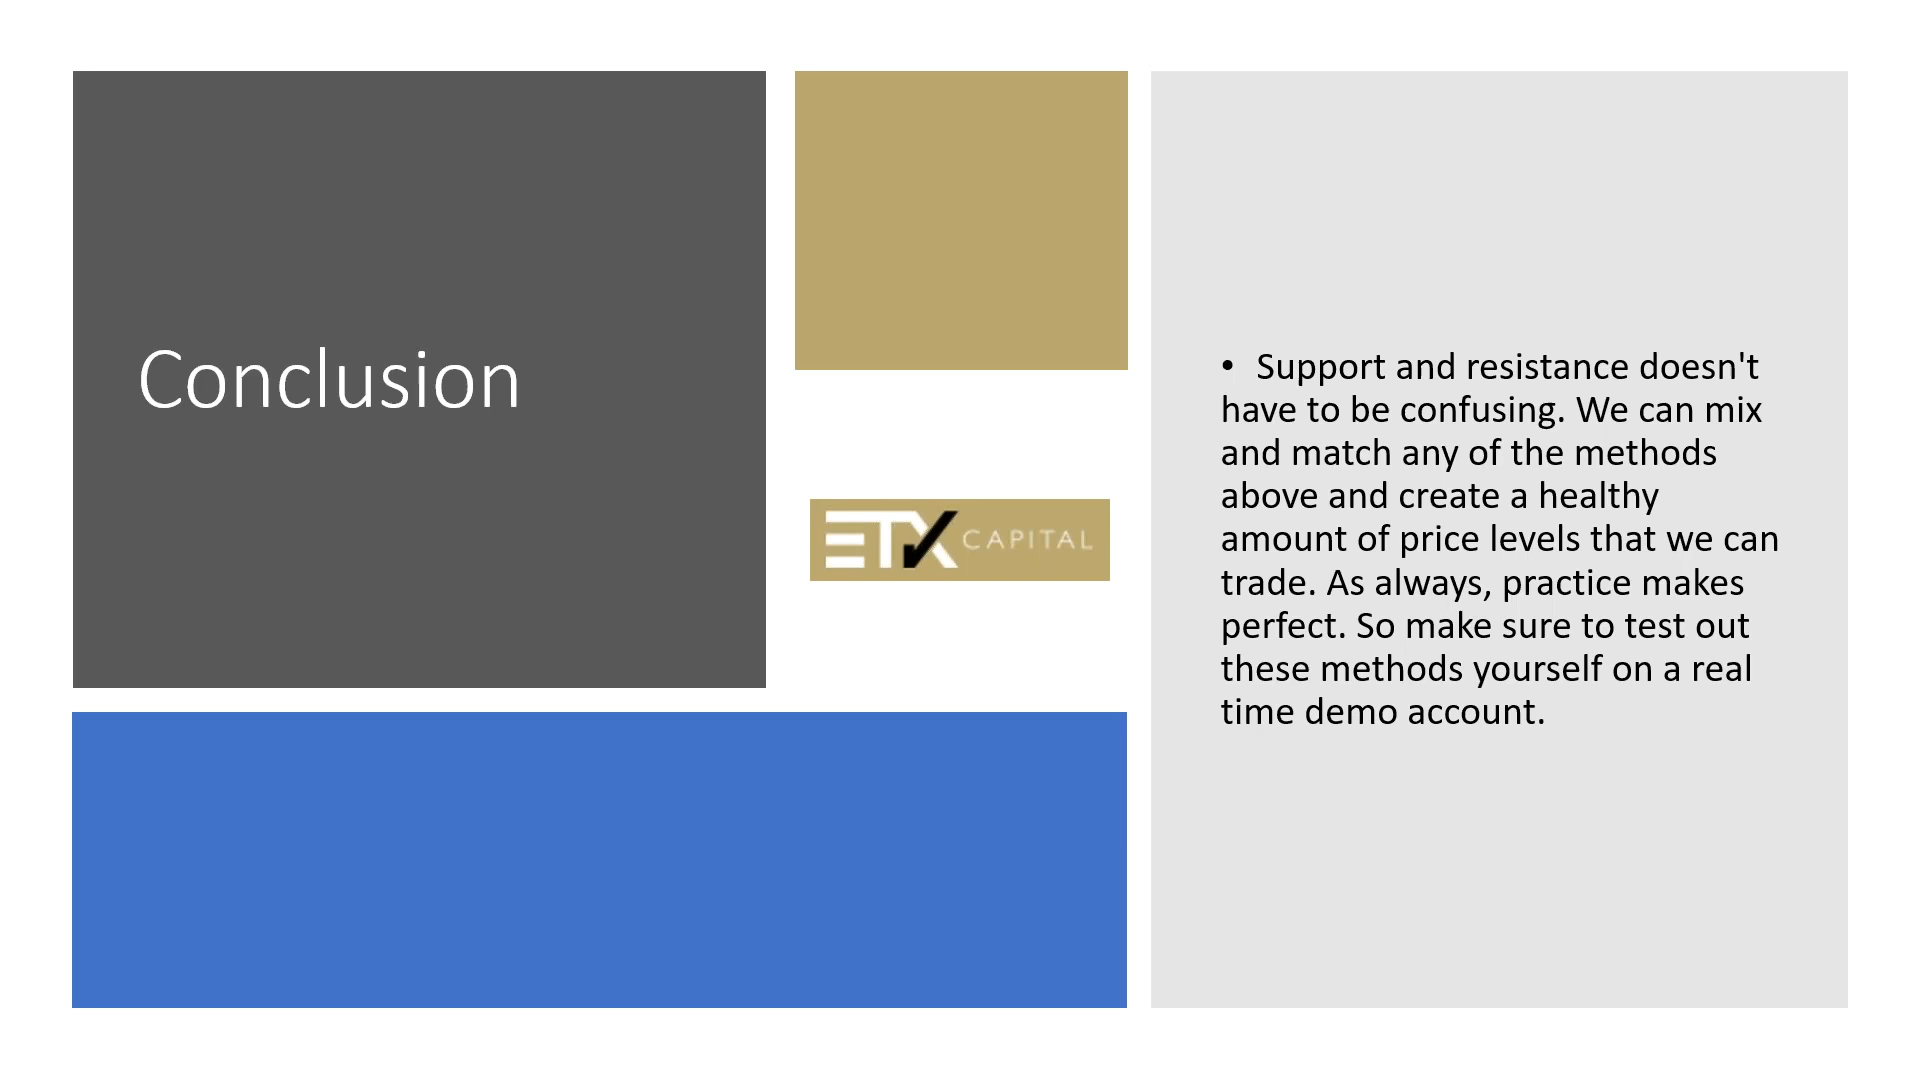 Conclusion
ETX CAPITAL
• Support and resistance doesn't
have to be confusing. We can mix
and match any of the methods
above and create a healthy
amount of price levels that we can
trade. As always, practice makes
perfect. So make sure to test out
these methods yourself on a real
time demo account.